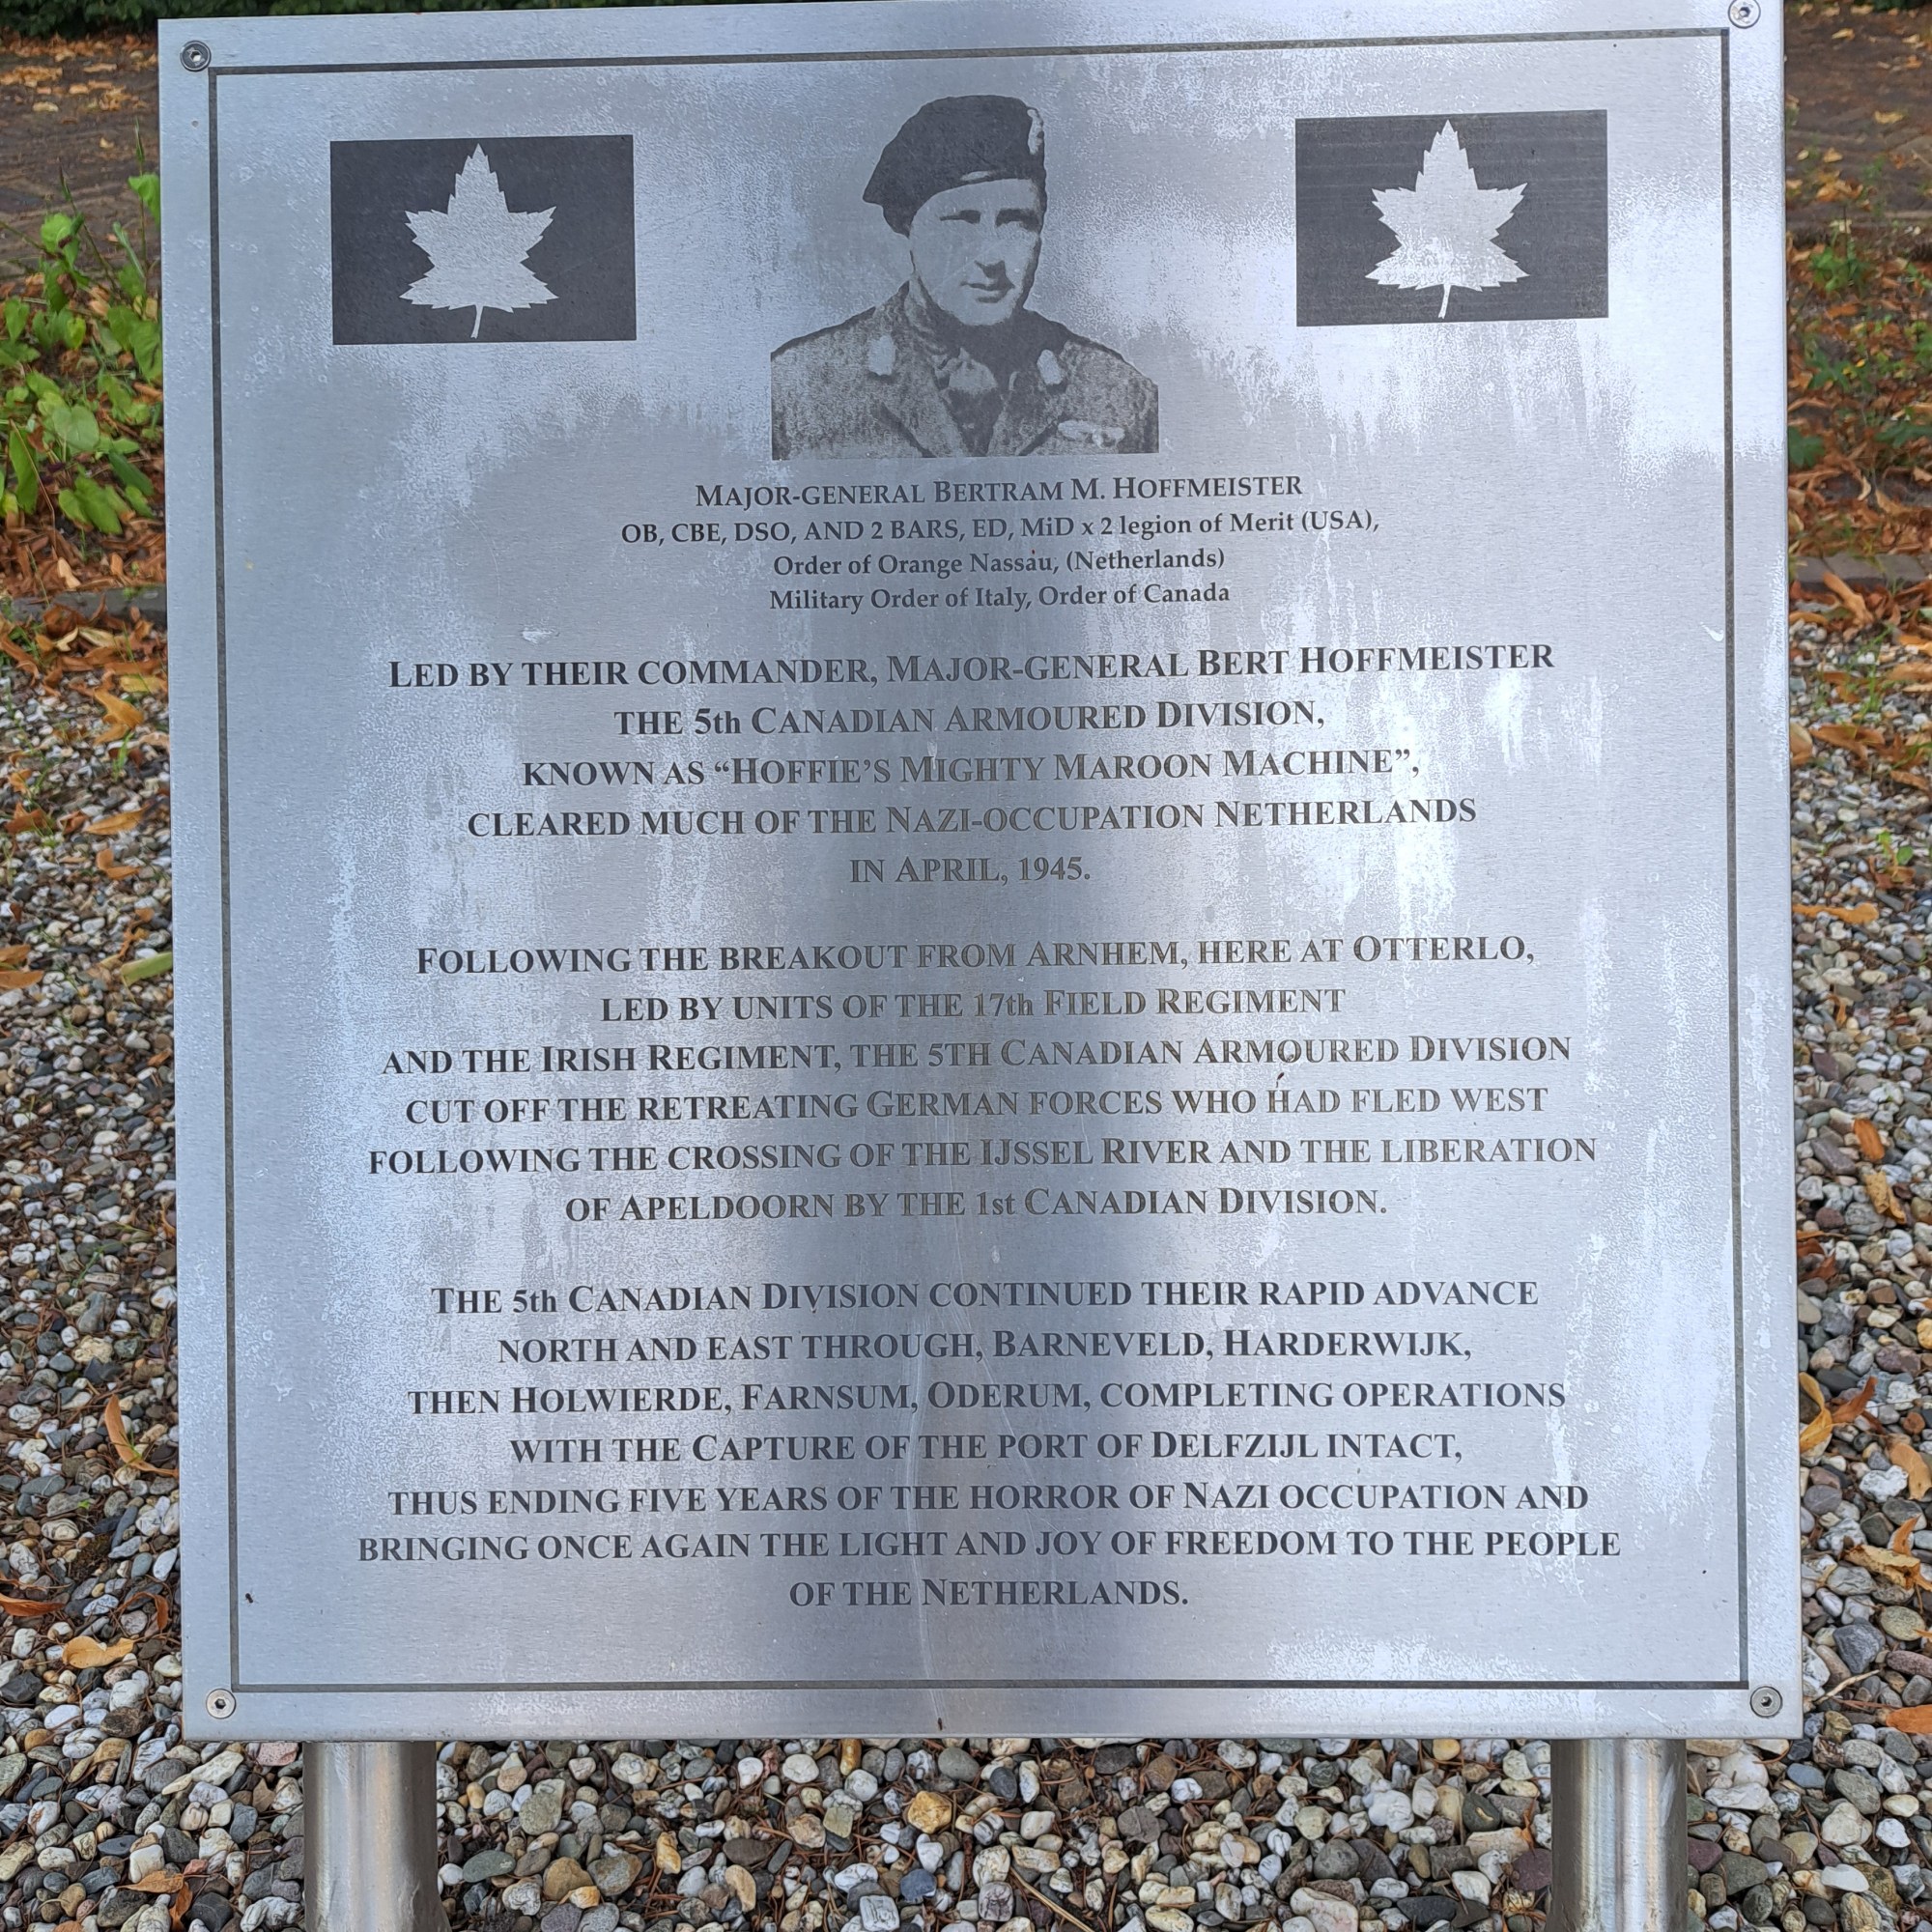 MAJOR-GENERAL BERTRAM M. HOFFMEISTER
OB, CBE, DSO, AND 2 BARS, ED, MiD x 2 legion of Merit (USA),
Order of Orange Nassau, (Netherlands)
Military Order of Italy, Order of Canada
LED BY THEIR COMMANDER, MAJOR-GENERAL BERT HOFFMEISTER
THE 5th CANADIAN ARMOURED DIVISION,
KNOWN AS “HOFFIE’S MIGHTY MAROON MACHINE”,
CLEARED MUCH OF THE NAZI-OCCUPATION NETHERLANDS
IN APRIL, 1945.
FOLLOWING THE BREAKOUT FROM ARNHEM, HERE AT OTTERLO,
LED BY UNITS OF THE 17th FIELD REGIMENT
AND THE IRISH REGIMENT, THE 5TH CANADIAN ARMOURED DIVISION
CUT OFF THE RETREATING GERMAN FORCES WHO HAD FLED WEST
FOLLOWING THE CROSSING OF THE IJSSEL RIVER AND THE LIBERATION
OF APELDOORN BY THE 1st CANADIAN DIVISION.
THE 5th CANADIAN DIVISION CONTINUED THEIR RAPID ADVANCE
NORTH AND EAST THROUGH, BARNEVELD, HARDERWIJK,
THEN HOLWIERDE, FARNSUM, ODERUM, COMPLETING OPERATIONS
WITH THE CAPTURE OF THE PORT OF DELFZIJL INTACT,
THUS ENDING FIVE YEARS OF THE HORROR OF NAZI OCCUPATION AND
BRINGING ONCE AGAIN THE LIGHT AND JOY OF FREEDOM TO THE PEOPLE
OF THE NETHERLANDS.